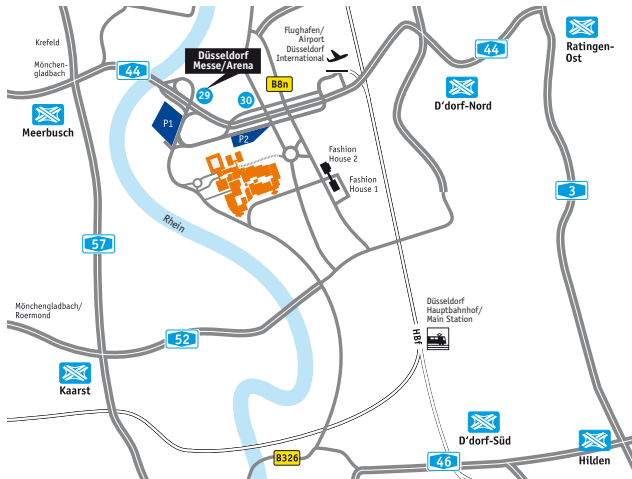 Krefeld
Mönchen-
gladbach
44
Düsseldorf
Messe/Arena
Flughafen/
Airport
Düsseldorf
International
44
Ratingen-
Ost
B8n
29
30
D'dorf-Nord
Meerbusch
P1
P2
Fashion
House 2
Fashion
House 1
3
Rhein
57
Mönchengladbach/
Roermond
52
Düsseldorf
Hauptbahnhof/
Main Station
HBf
Kaarst
D'dorf-Süd
B326
46
Hilden